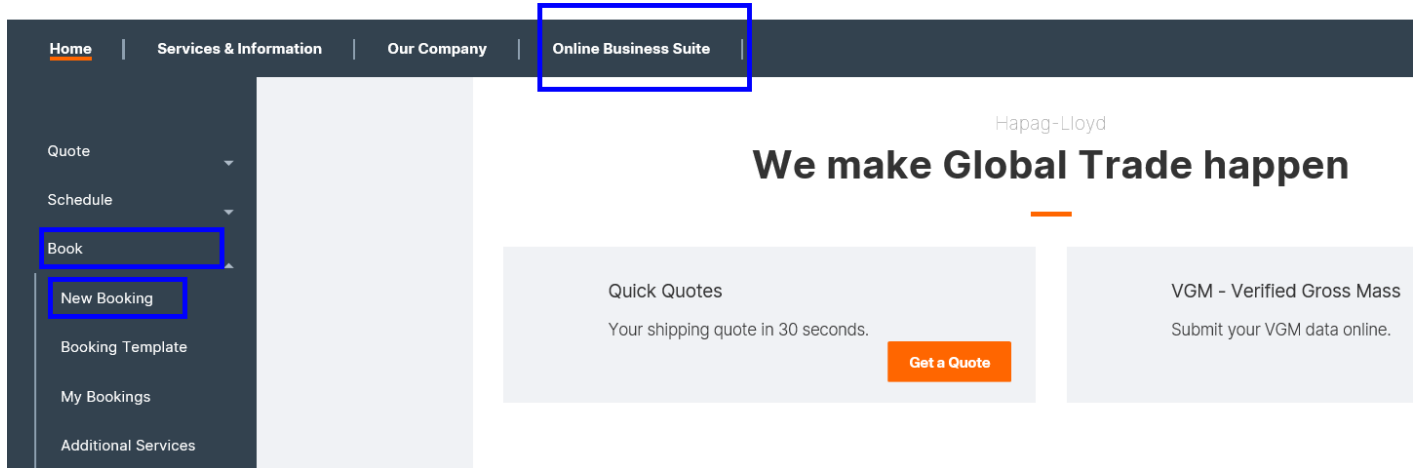 Home Services & Information Our Company Online Business Suite
Quote
Schedule
Book
New Booking
Booking Template
My Bookings
Additional Services
Hapag-Lloyd
We make Global Trade happen
Quick Quotes
Your shipping quote in 30 seconds.
Get a Quote
VGM - Verified Gross Mass
Submit your VGM data online.